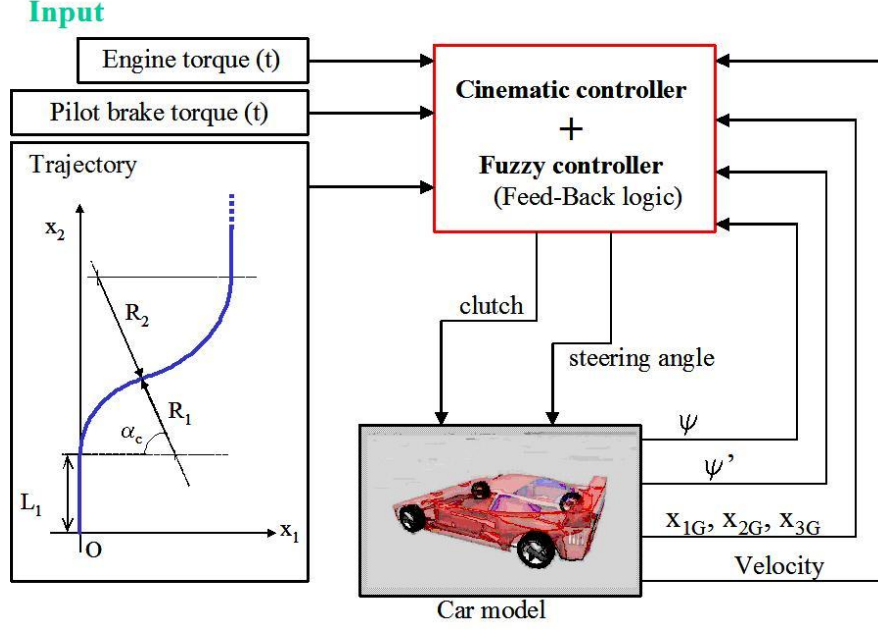 Input
Engine torque (t)
Pilot brake torque (t)
Trajectory
x₂
R₂
R₁
α_c
L₁
x₁
O
Cinematic controller
+
Fuzzy controller
(Feed-Back logic)
clutch
steering angle
ψ
ψ’
x₁G, x₂G, x₃G
Velocity
Car model